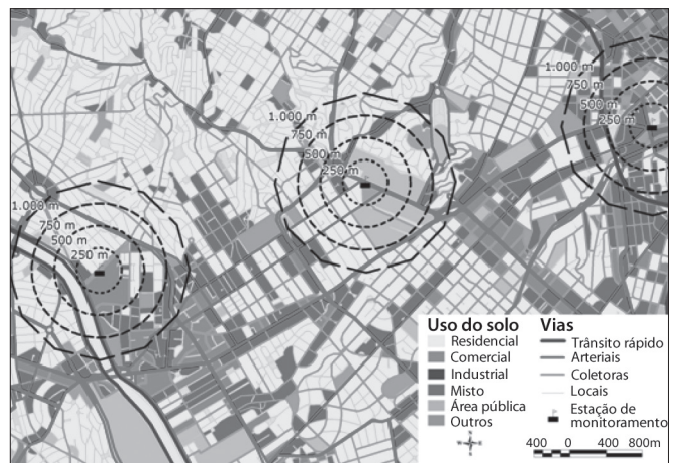 1.000 m
750 m
500 m
250 m
1.000 m
750 m
500 m
250 m
1.000 m
750 m
500 m
250 m
Uso do solo
Residencial
Comercial
Industrial
Misto
Área pública
Outros
Vias
Trânsito rápido
Arteriais
Coletoras
Locais
Estação de
monitoramento
400 0 400 800m